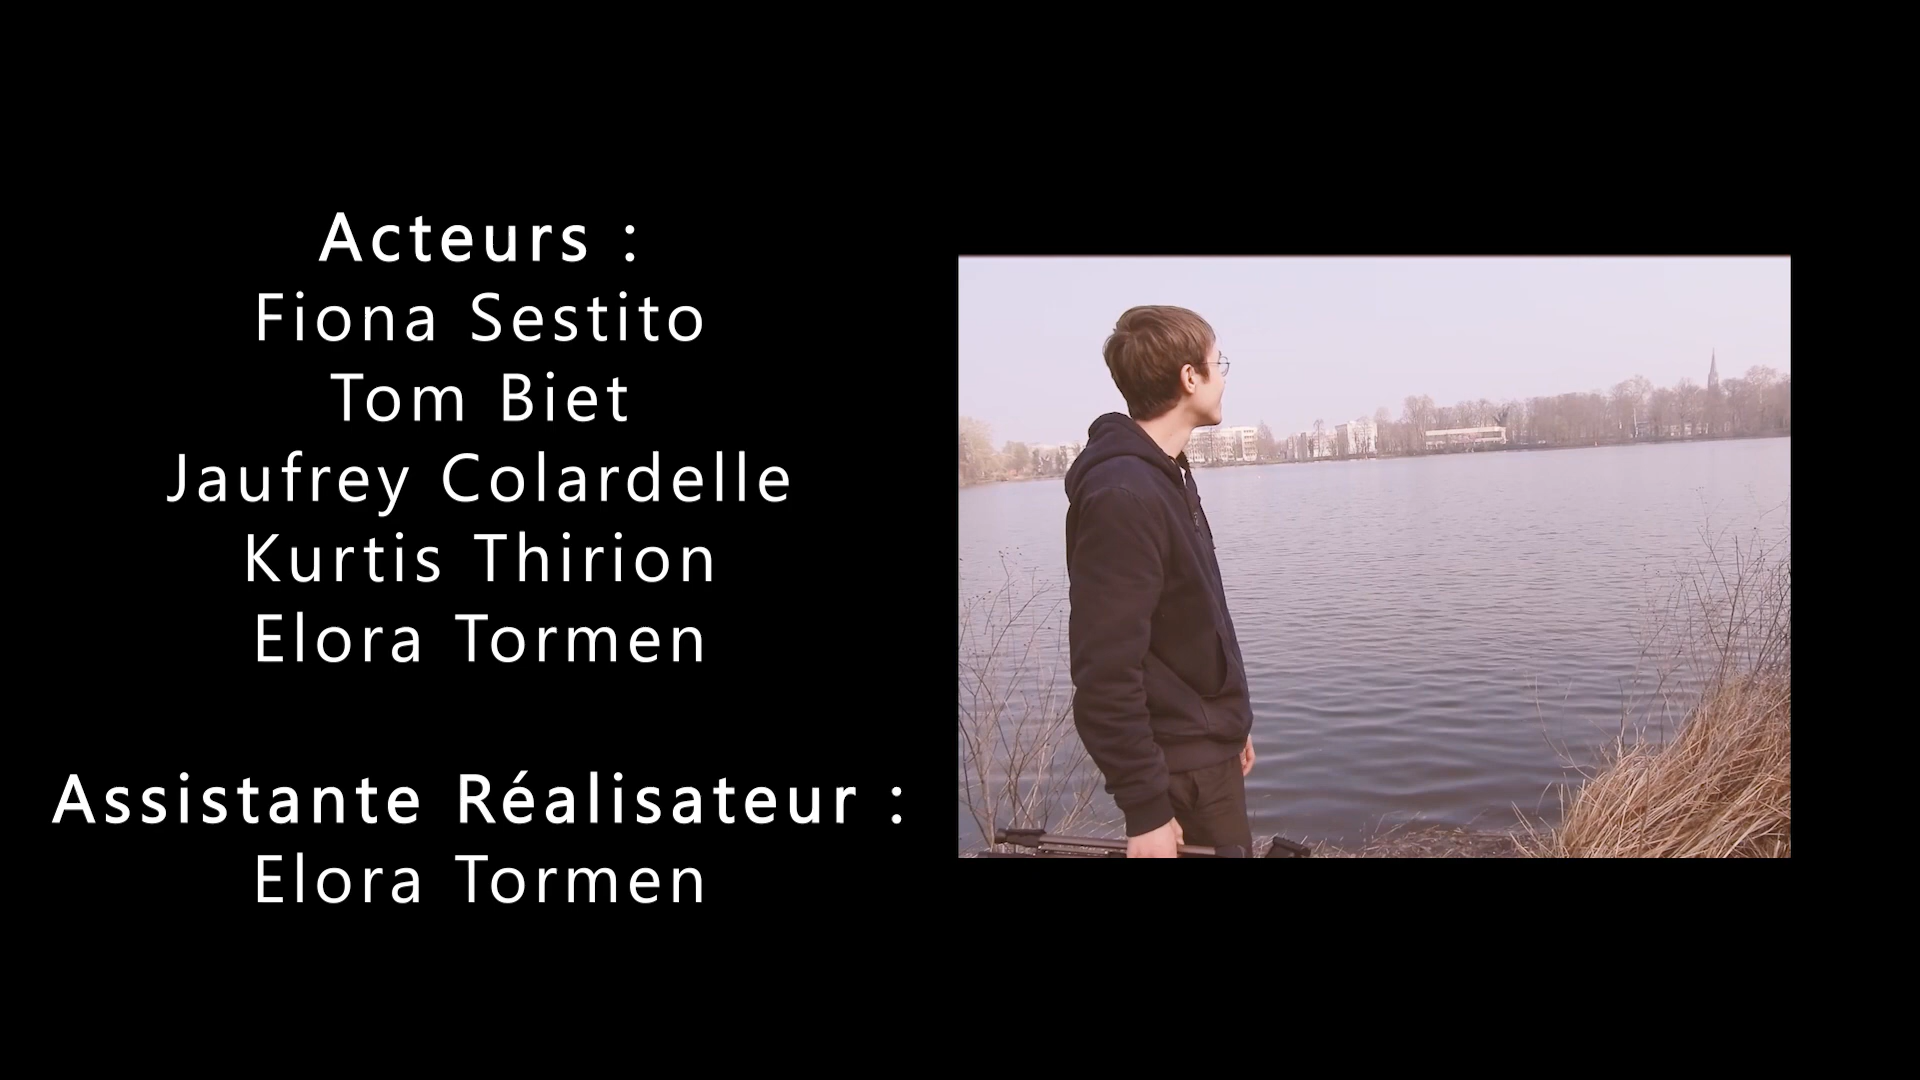 Acteurs :
Fiona Sestito
Tom Biet
Jaufrey Colardelle
Kurtis Thirion
Elora Tormen
Assistante Réalisateur :
Elora Tormen